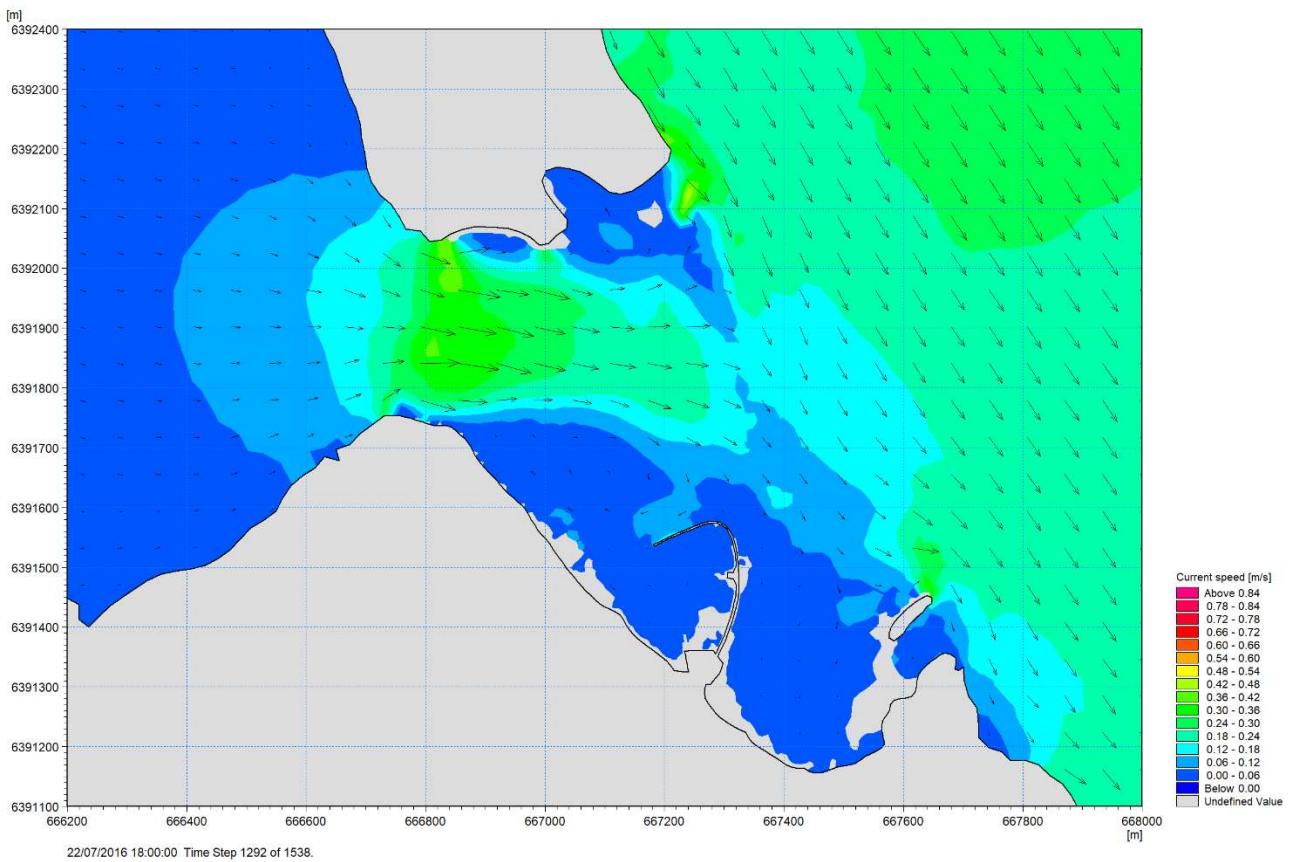 [m]
6392400
6392300
6392200
6392100
6392000
6391900
6391800
6391700
6391600
6391500
6391400
6391300
6391200
6391100
666200 666400 666600 666800 667000 667200 667400 667600 667800 668000
[m]
Current speed [m/s]
Above 0.84
0.78 - 0.84
0.72 - 0.78
0.66 - 0.72
0.60 - 0.66
0.54 - 0.60
0.48 - 0.54
0.42 - 0.48
0.36 - 0.42
0.30 - 0.36
0.24 - 0.30
0.18 - 0.24
0.12 - 0.18
0.06 - 0.12
0.00 - 0.06
Below 0.00
Undefined Value
22/07/2016 18:00:00 Time Step 1292 of 1538.